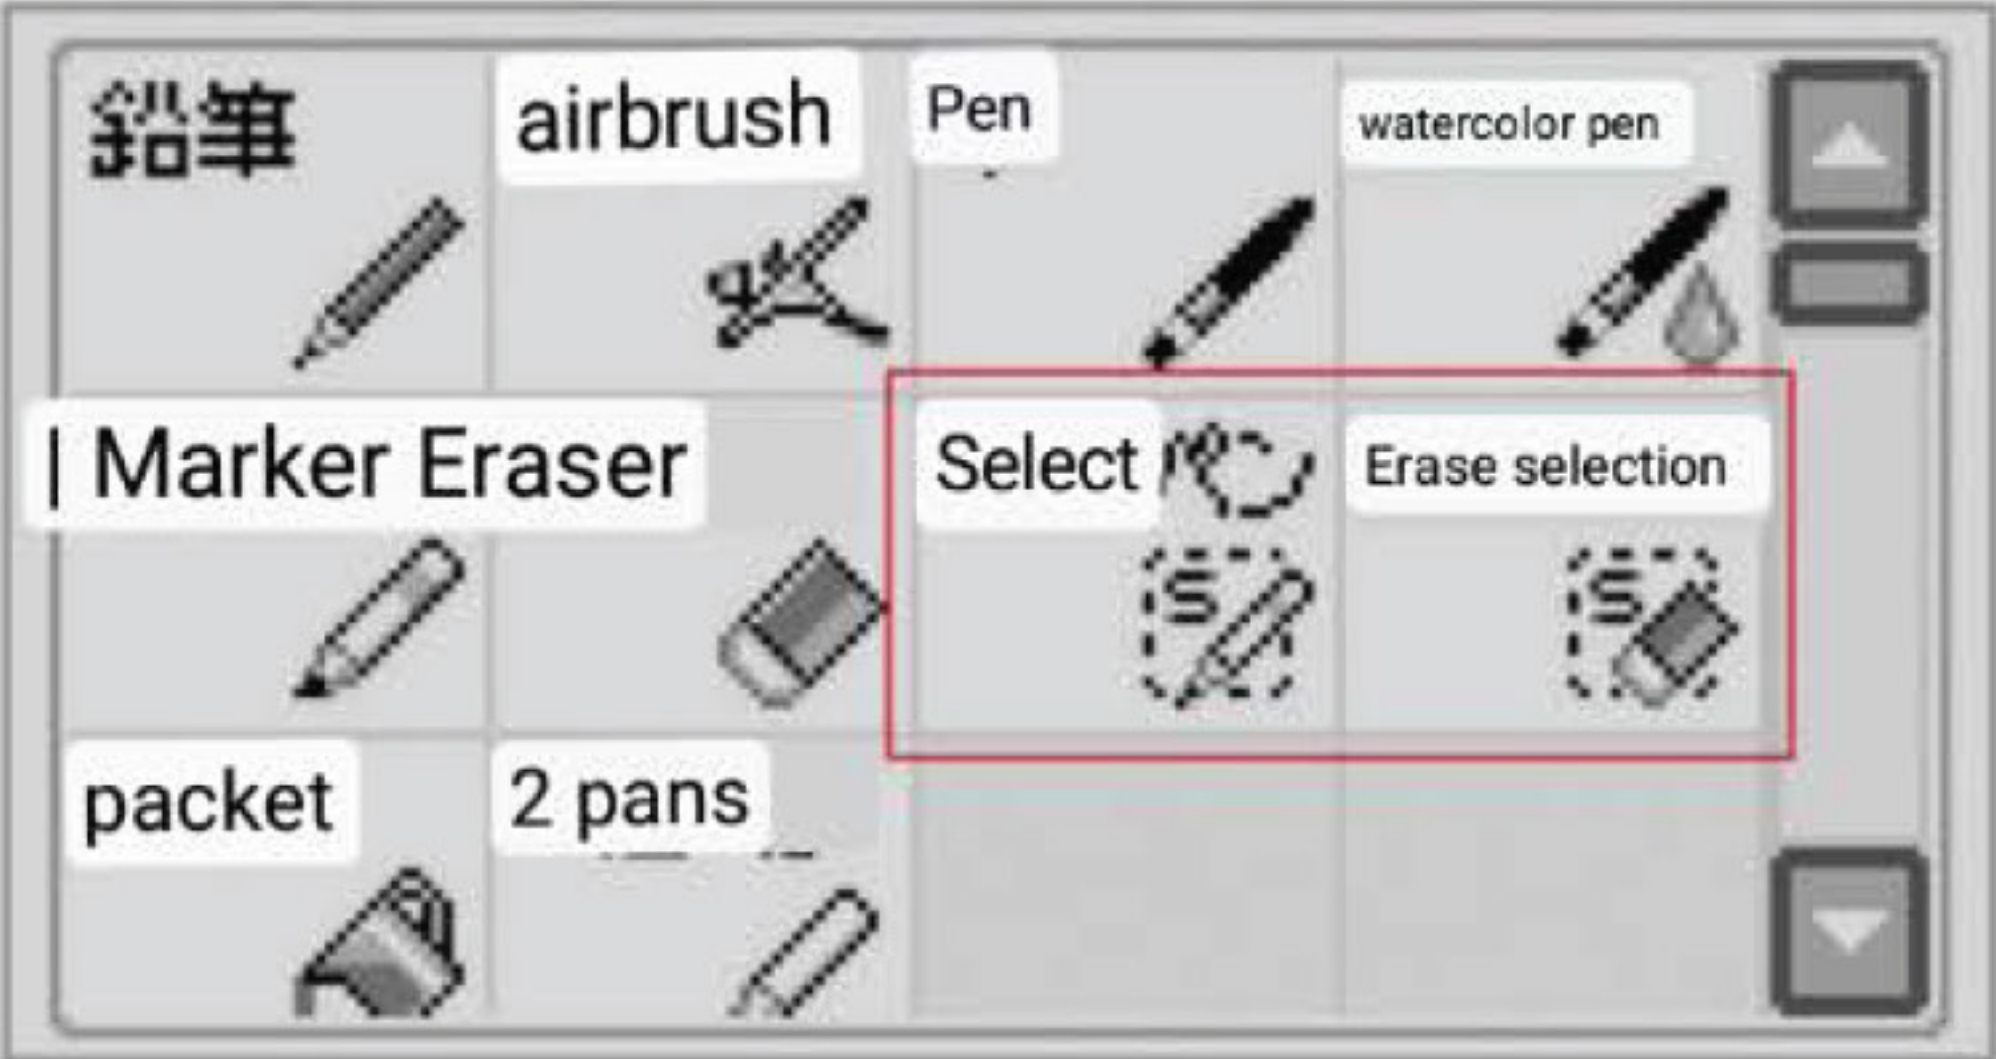 鉛筆 airbrush Pen watercolor pen
| Marker Eraser Select Erase selection
S S
packet 2 pans